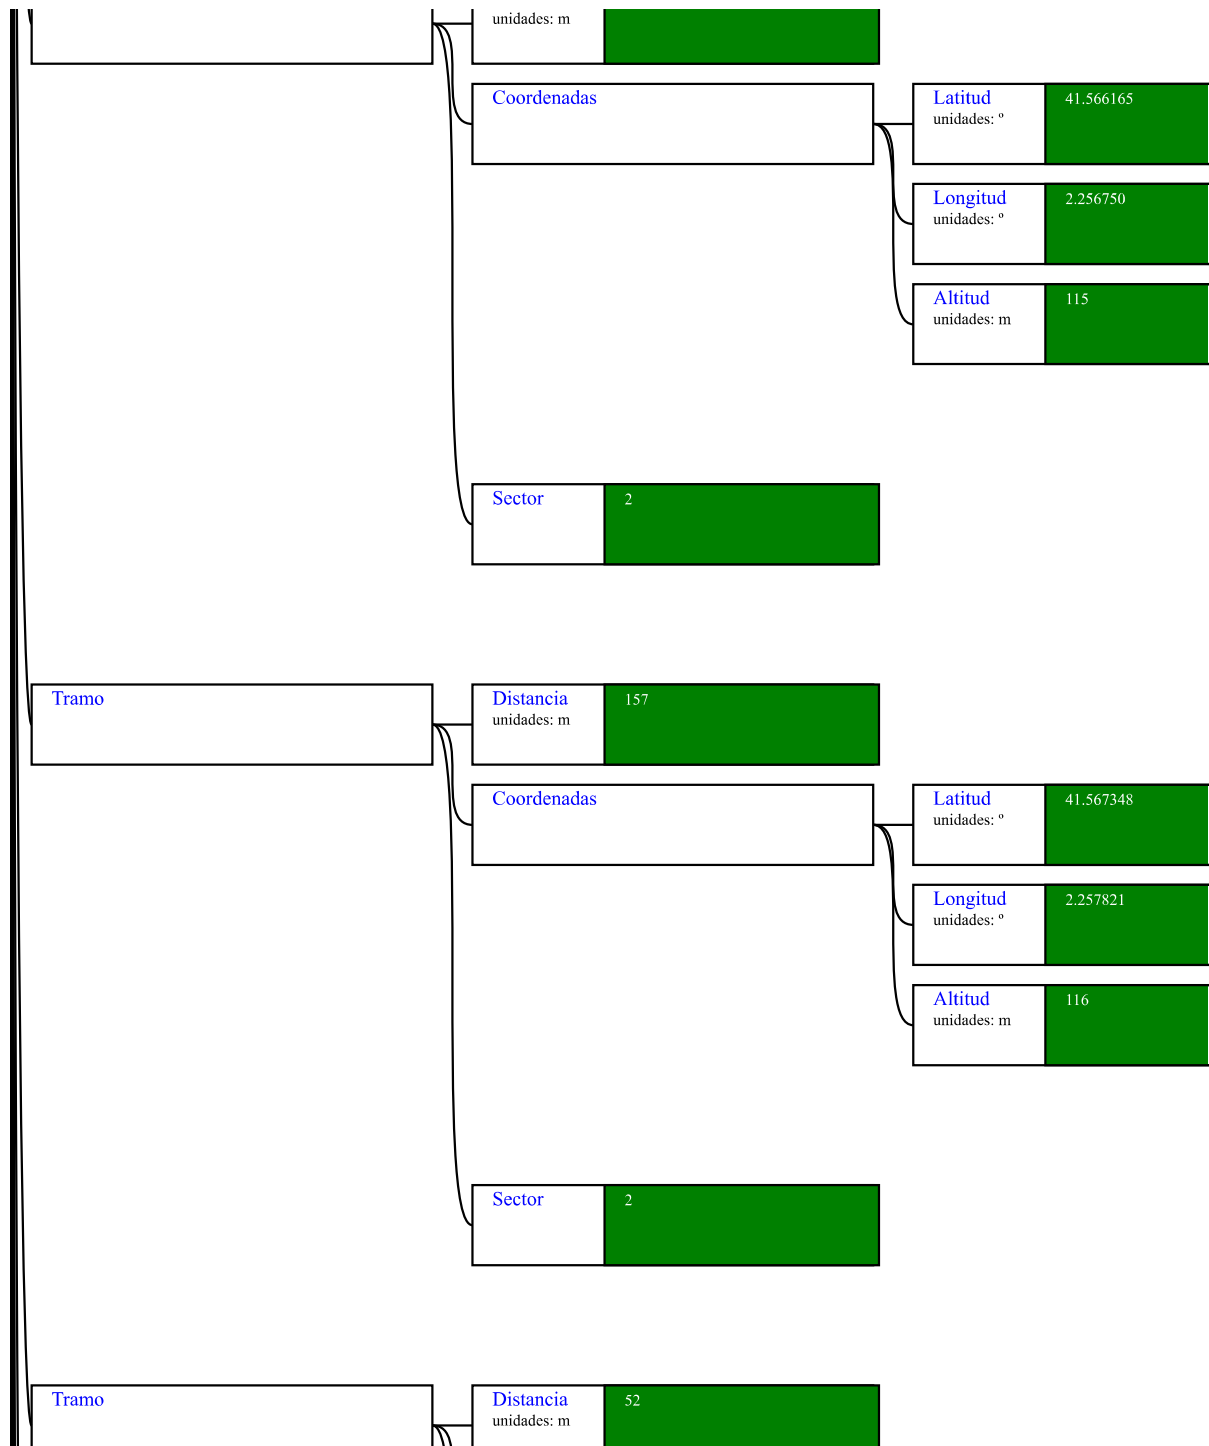 unidades: m
Coordenadas
Latitud
unidades: º
41.566165
Longitud
unidades: º
2.256750
Altitud
unidades: m
115
Sector
2
Tramo
Distancia
unidades: m
157
Coordenadas
Latitud
unidades: º
41.567348
Longitud
unidades: º
2.257821
Altitud
unidades: m
116
Sector
2
Tramo
Distancia
unidades: m
52